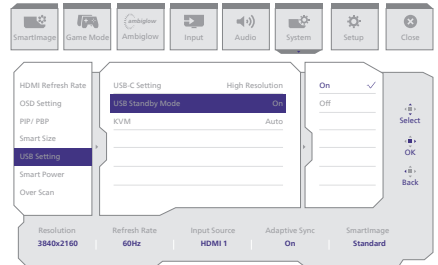 SmartImage
Game Mode
ambiglow
Ambiglow
Input
Audio
System
Setup
Close
HDMI Refresh Rate
OSD Setting
PIP/ PBP
Smart Size
USB Setting
Smart Power
Over Scan
USB-C Setting High Resolution
USB Standby Mode On
KVM Auto
On
Off
Select
OK
Back
Resolution Refresh Rate Input Source Adaptive Sync SmartImage
3840x2160 60Hz HDMI 1 On Standard